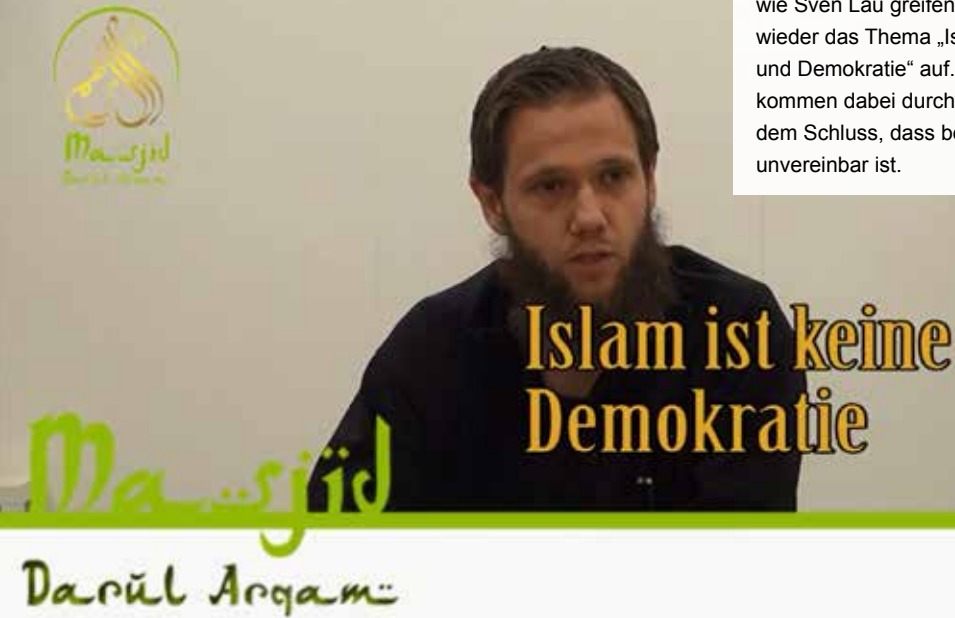 wie Sven Lau greifen
wieder das Thema „Is
und Demokratie“ auf.
kommen dabei durch
dem Schluss, dass be
unvereinbar ist.
Masjid
Islam ist keine
Demokratie
Masjid
Darŭl Arqam